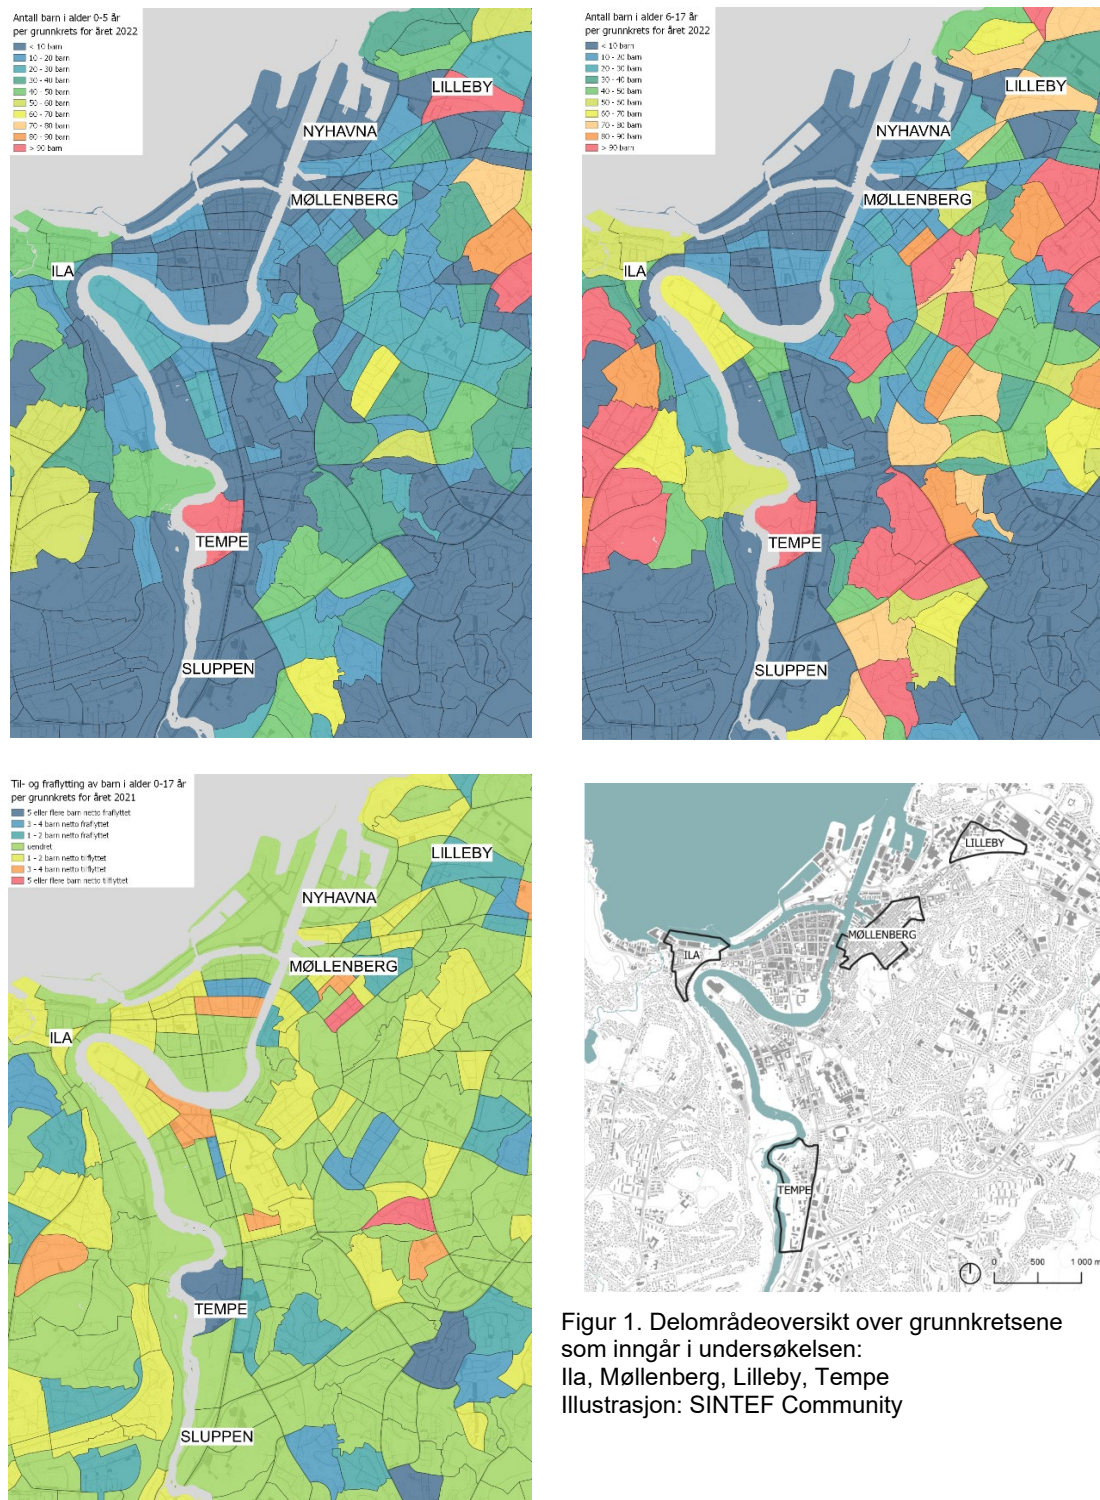 Antall barn i alder 0-5 år
per grunnkrets for året 2022
< 10 barn
10 - 20 barn
20 - 30 barn
30 - 40 barn
40 - 50 barn
50 - 60 barn
60 - 70 barn
70 - 80 barn
80 - 90 barn
> 90 barn
LILLEBY
NYHAVNA
MØLLENBERG
ILA
TEMPE
SLUPPEN
Antall barn i alder 6-17 år
per grunnkrets for året 2022
< 10 barn
10 - 20 barn
20 - 30 barn
30 - 40 barn
40 - 50 barn
50 - 60 barn
60 - 70 barn
70 - 80 barn
80 - 90 barn
> 90 barn
LILLEBY
NYHAVNA
MØLLENBERG
ILA
TEMPE
SLUPPEN
Til- og fraflytting av barn i alder 0-17 år
per grunnkrets for året 2021
5 eller flere barn netto fraflyttet
3 - 4 barn netto fraflyttet
1 - 2 barn netto fraflyttet
uendret
1 - 2 barn netto tilflyttet
3 - 4 barn netto tilflyttet
5 eller flere barn netto tilflyttet
LILLEBY
NYHAVNA
MØLLENBERG
ILA
TEMPE
SLUPPEN
LILLEBY
MØLLENBERG
ILA
TEMPE
0 500 1 000 m
Figur 1. Delområdeoversikt over grunnkretsene
som inngår i undersøkelsen:
Ila, Møllenberg, Lilleby, Tempe
Illustrasjon: SINTEF Community